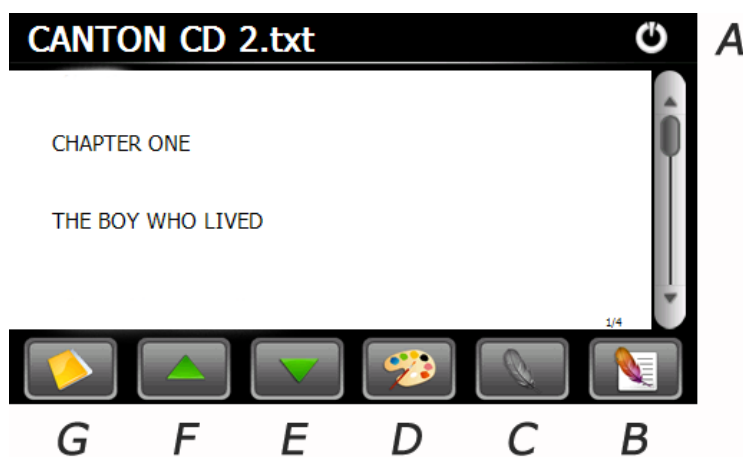 CANTON CD 2.txt
A
CHAPTER ONE
THE BOY WHO LIVED
1/4
G F E D C B